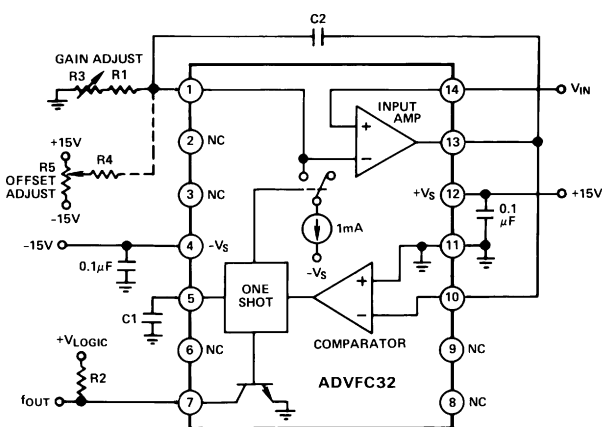 C2
GAIN ADJUST
R3 R1
1
14
VIN
INPUT
AMP
+
−
13
+15V
R5
R4
OFFSET
ADJUST
−15V
2
NC
3
NC
+VS
12
+15V
0.1
μF
1mA
−VS
−15V
4
−VS
0.1μF
11
5
C1
ONE
SHOT
+
−
10
COMPARATOR
+VLOGIC
6
NC
NC
9
R2
ADVFC32
fOUT
7
NC
8